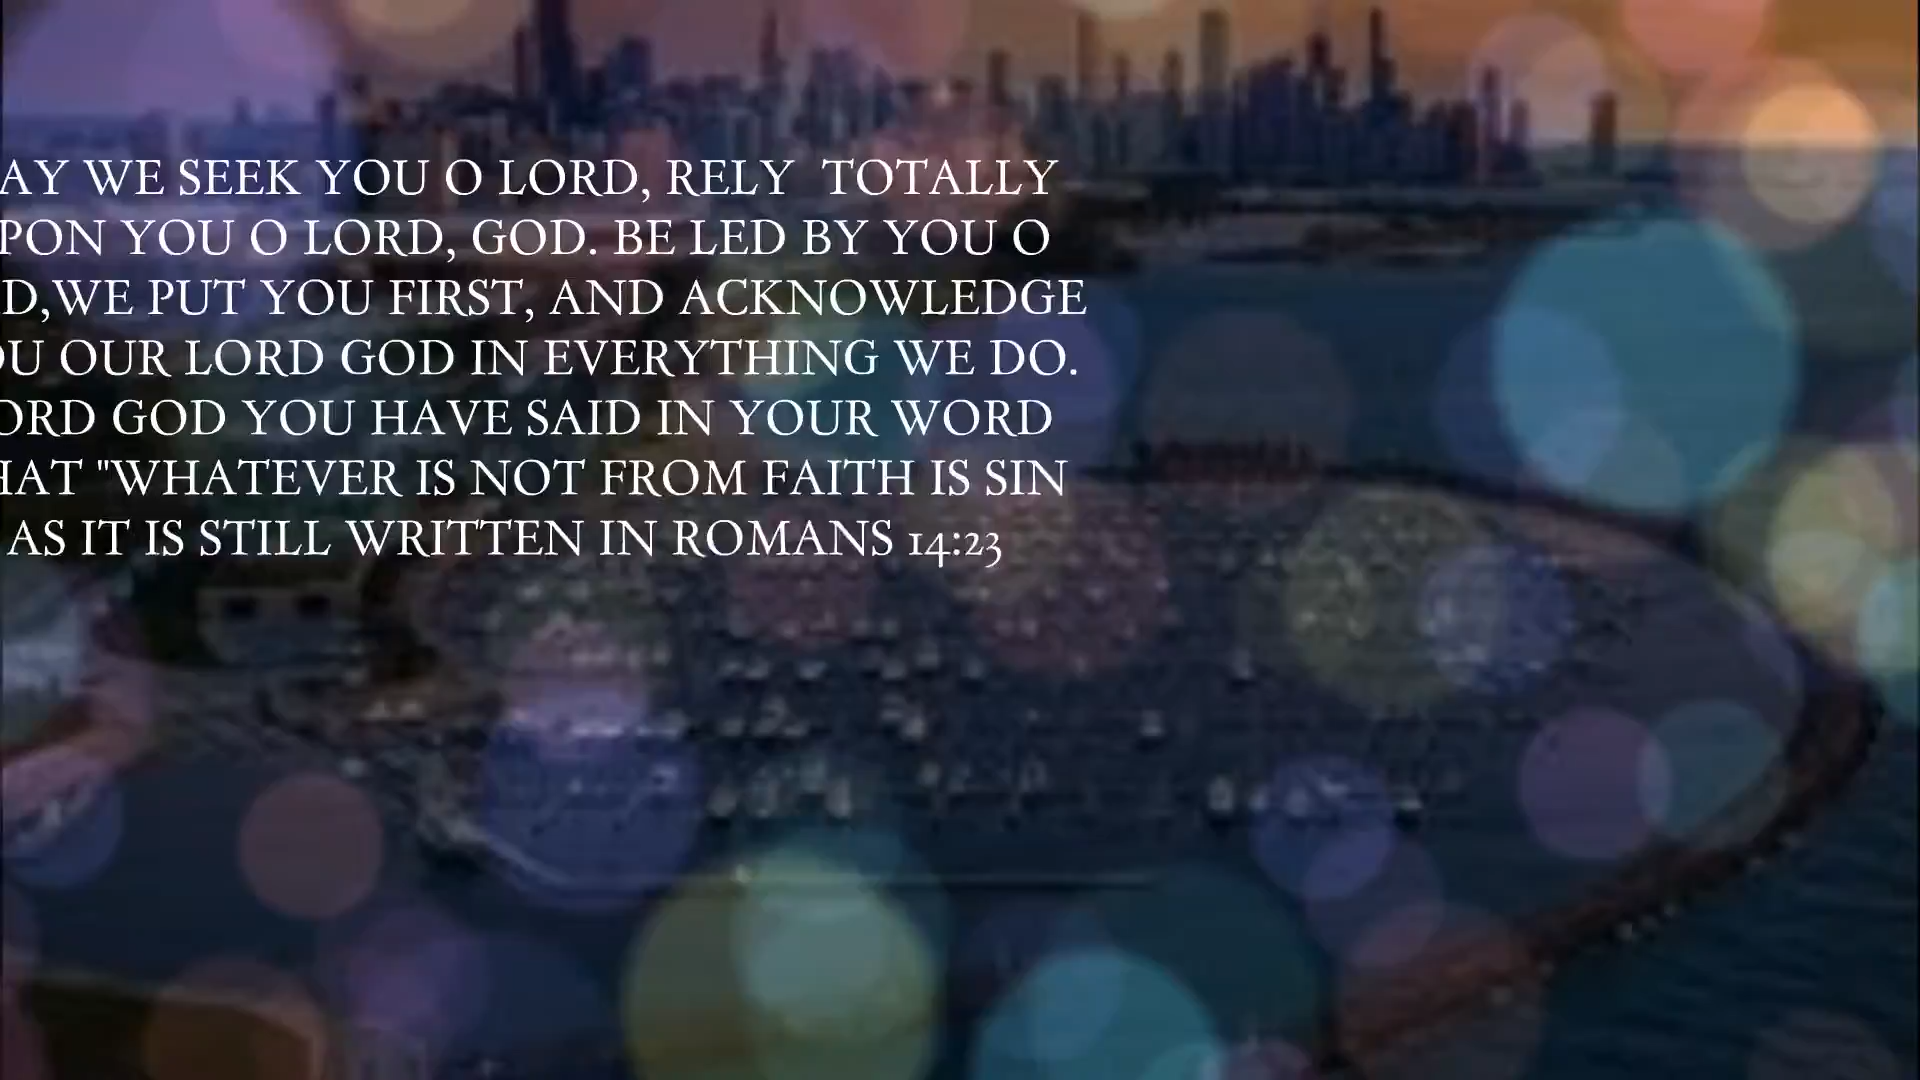 AY WE SEEK YOU O LORD, RELY TOTALLY
PON YOU O LORD, GOD. BE LED BY YOU O
D,WE PUT YOU FIRST, AND ACKNOWLEDGE
OU OUR LORD GOD IN EVERYTHING WE DO.
ORD GOD YOU HAVE SAID IN YOUR WORD
HAT "WHATEVER IS NOT FROM FAITH IS SIN
AS IT IS STILL WRITTEN IN ROMANS 14:23